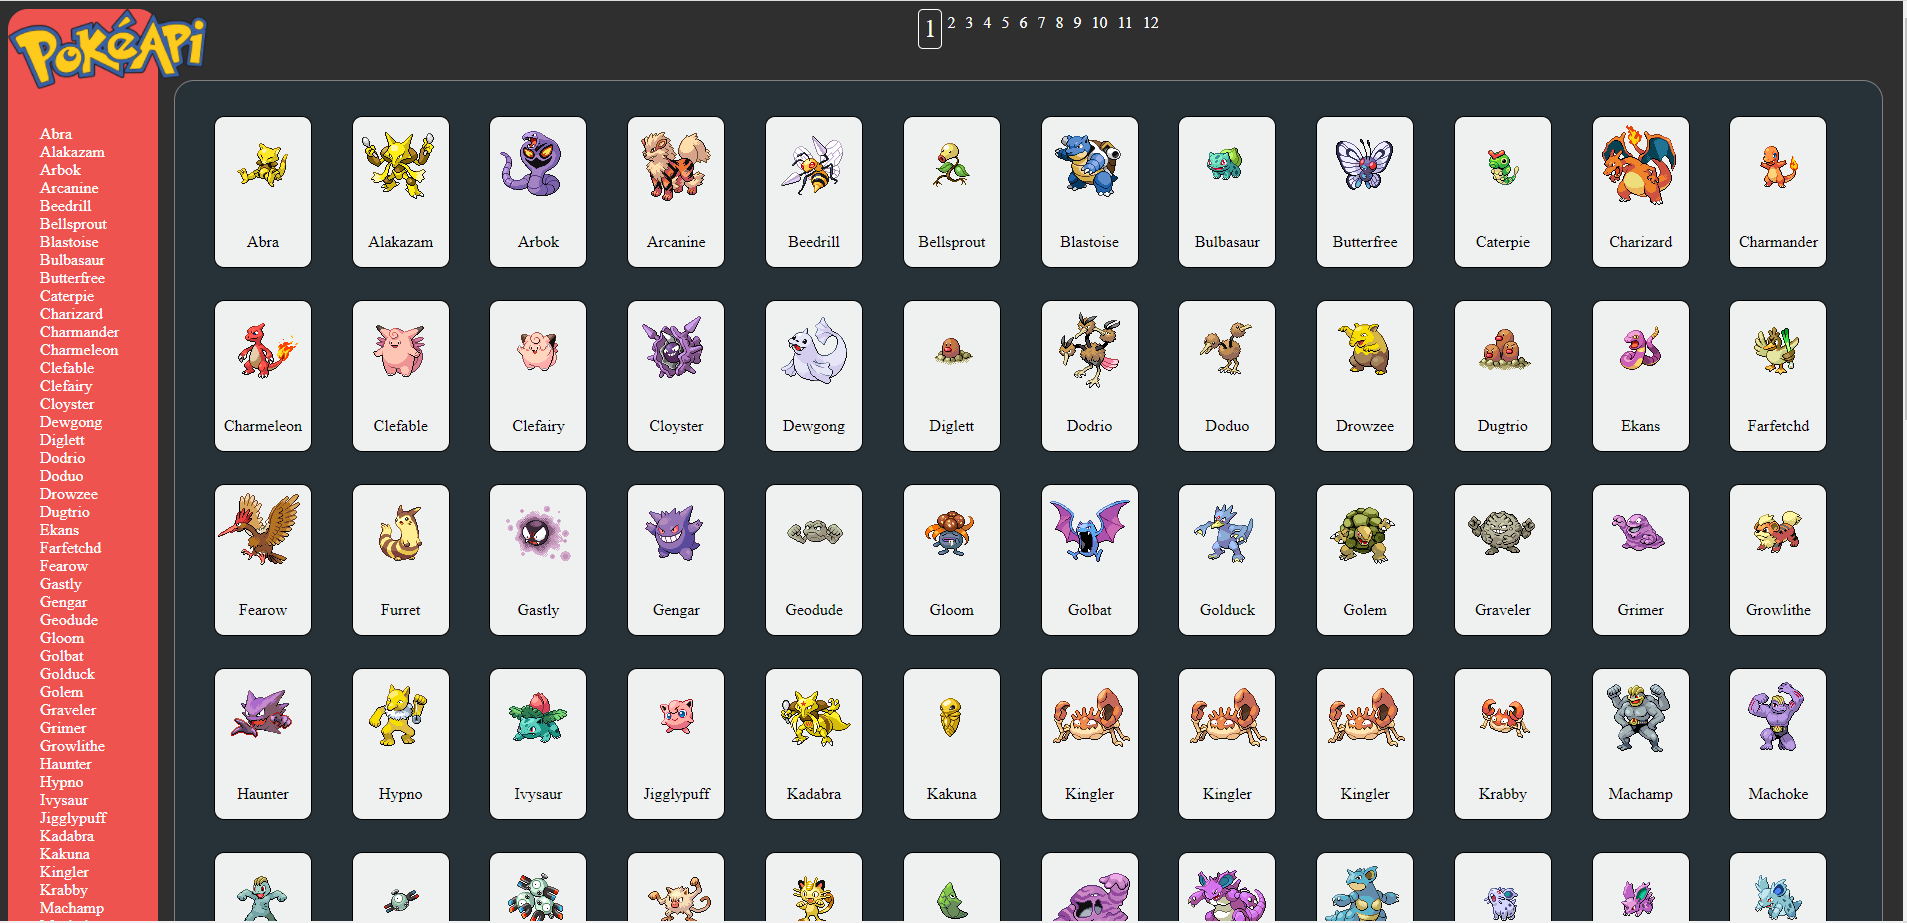 PokéApi
1 2 3 4 5 6 7 8 9 10 11 12
Abra
Alakazam
Arbok
Arcanine
Beedrill
Bellsprout
Blastoise
Bulbasaur
Butterfree
Caterpie
Charizard
Charmander
Charmeleon
Clefable
Clefairy
Cloyster
Dewgong
Diglett
Dodrio
Doduo
Drowzee
Dugtrio
Ekans
Farfetchd
Fearow
Gastly
Gengar
Geodude
Gloom
Golbat
Golduck
Golem
Graveler
Grimer
Growlithe
Haunter
Hypno
Ivysaur
Jigglypuff
Kadabra
Kakuna
Kingler
Krabby
Machamp
Abra Alakazam Arbok Arcanine Beedrill Bellsprout Blastoise Bulbasaur Butterfree Caterpie Charizard Charmander
Charmeleon Clefable Clefairy Cloyster Dewgong Diglett Dodrio Doduo Drowzee Dugtrio Ekans Farfetchd
Fearow Furret Gastly Gengar Geodude Gloom Golbat Golduck Golem Graveler Grimer Growlithe
Haunter Hypno Ivysaur Jigglypuff Kadabra Kakuna Kingler Kingler Kingler Krabby Machamp Machoke